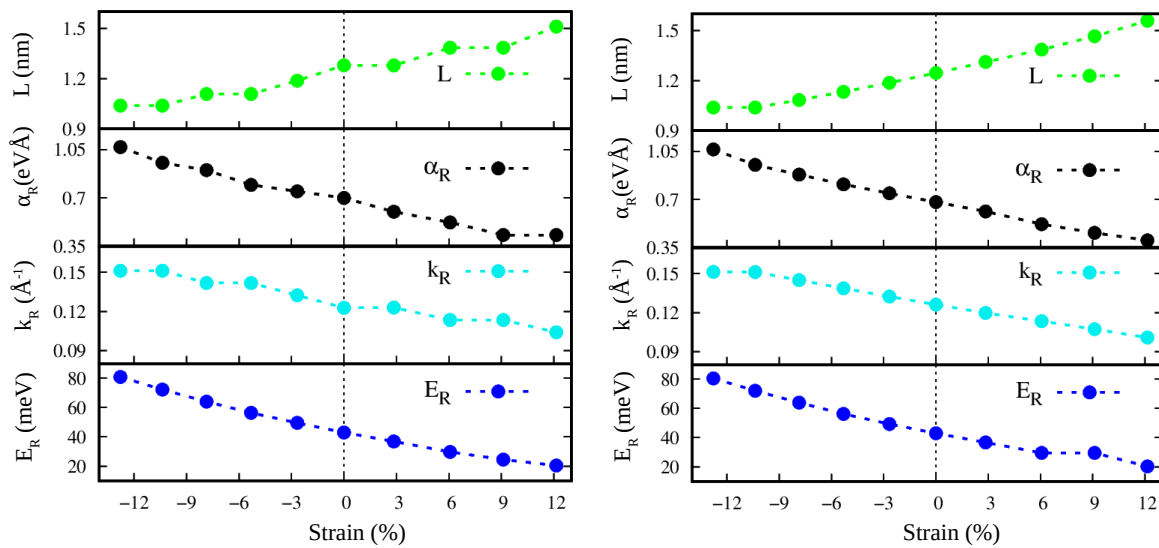 L (nm)
1.5
1.2
0.9
L
α_R(eVÅ)
1.05
0.7
0.35
α_R
k_R (Å⁻¹)
0.15
0.12
0.09
k_R
E_R (meV)
80
60
40
20
E_R
−12 −9 −6 −3 0 3 6 9 12
Strain (%)
L (nm)
1.5
1.2
0.9
L
α_R(eVÅ)
1.05
0.7
0.35
α_R
k_R (Å⁻¹)
0.15
0.12
0.09
k_R
E_R (meV)
80
60
40
20
E_R
−12 −9 −6 −3 0 3 6 9 12
Strain (%)